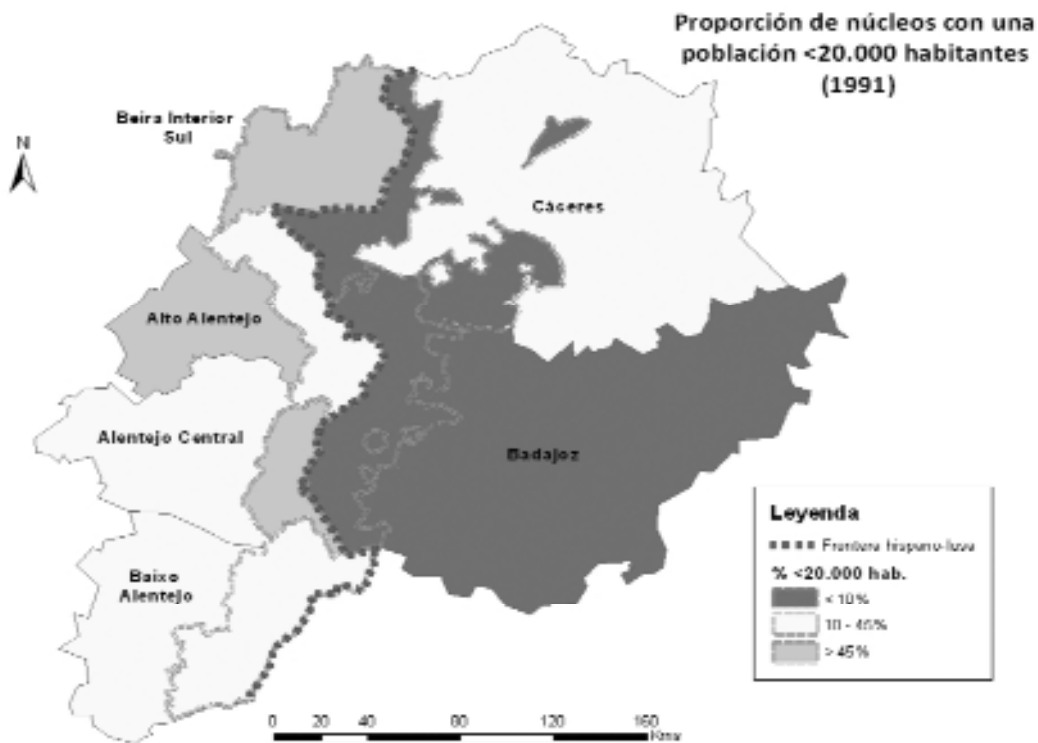 Proporción de núcleos con una
población <20.000 habitantes
(1991)
Beira Interior
Sul
N
Cáceres
Alto Alentejo
Alentejo Central
Badajoz
Baixo
Alentejo
Leyenda
Frontera hispano-lusa
% <20.000 hab.
< 10%
10 - 45%
> 45%
0 20 40 80 120 160
Kms